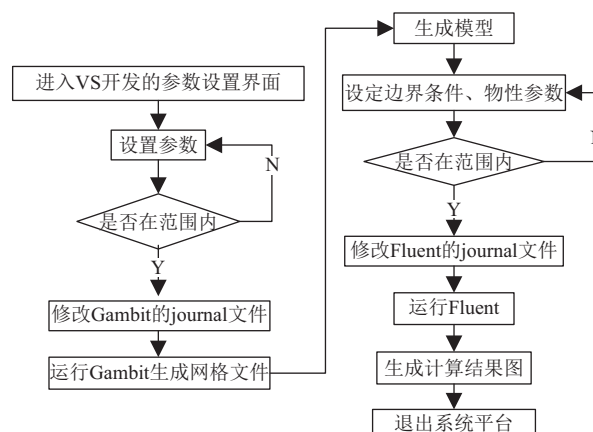 进入VS开发的参数设置界面
设置参数
N
是否在范围内
Y
修改Gambit的journal文件
运行Gambit生成网格文件
生成模型
设定边界条件、物性参数
是否在范围内
Y
修改Fluent的journal文件
运行Fluent
生成计算结果图
退出系统平台